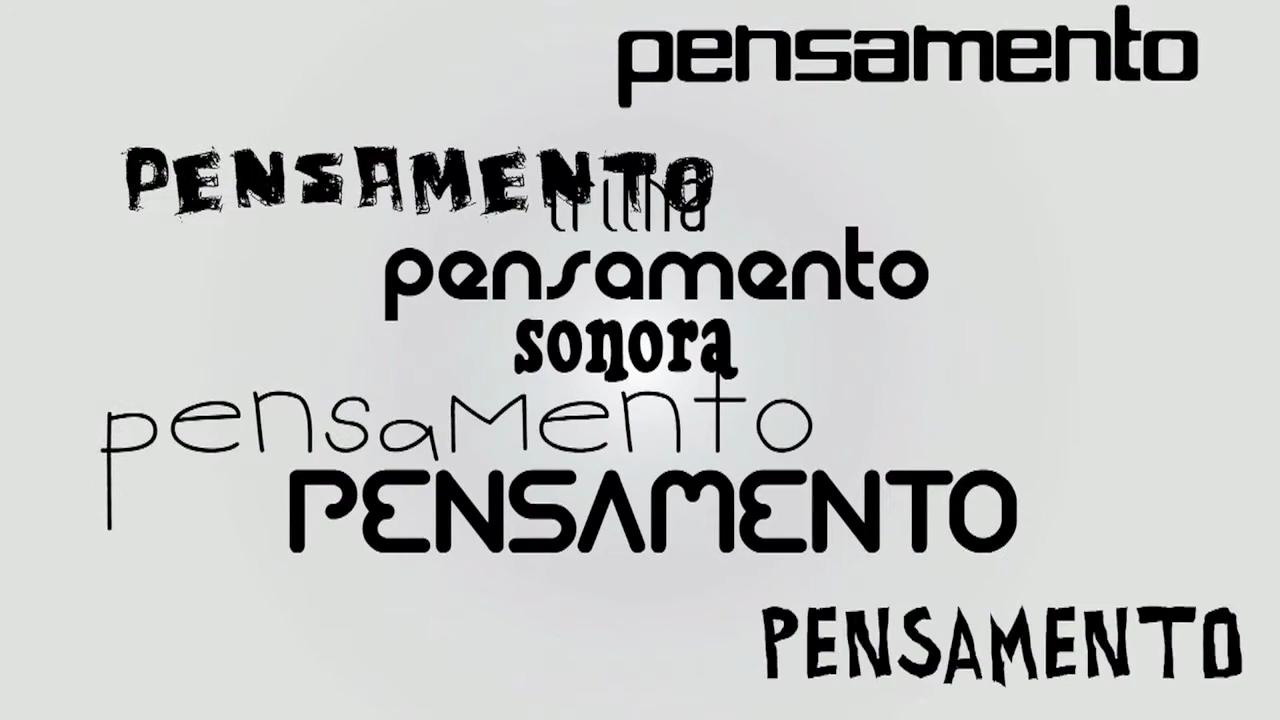 pensamento
PENSAMENTO
trilha
pensamento
sonora
pensaMento
PENSAMENTO
PENSAMENTO